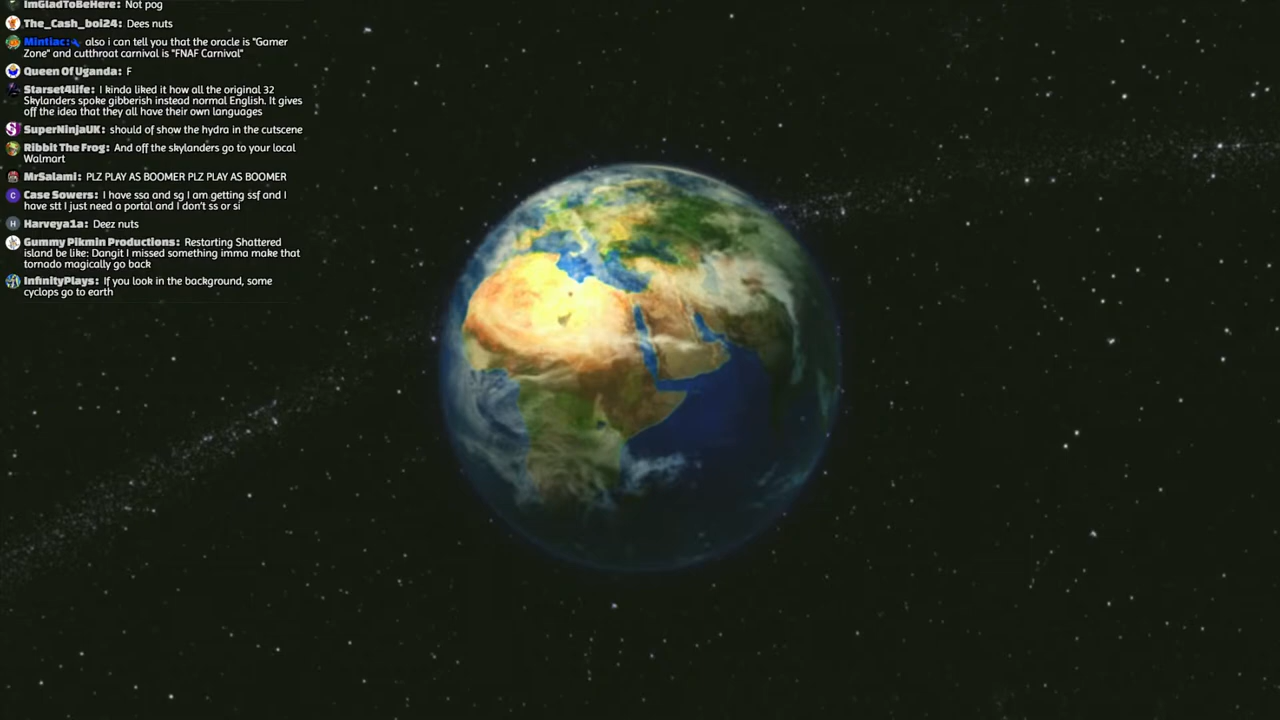 ImGladToBeHere: Not pog
The_Cash_boi24: Dees nuts
Mintiac: also i can tell you that the oracle is "Gamer
Zone" and cutthroat carnival is "FNAF Carnival"
Queen Of Uganda: F
Starset4life: I kinda liked it how all the original 32
Skylanders spoke gibberish instead normal English. It gives
off the idea that they all have their own languages
SuperNinjaUK: should of show the hydra in the cutscene
Ribbit The Frog: And off the skylanders go to your local
Walmart
MrSalami: PLZ PLAY AS BOOMER PLZ PLAY AS BOOMER
C
Case Sowers: I have ssa and sg I am getting ssf and I
have stt I just need a portal and I don't ss or si
H
Harveya1a: Deez nuts
Gummy Pikmin Productions: Restarting Shattered
island be like: Dangit I missed something imma make that
tornado magically go back
InfinityPlays: If you look in the background, some
cyclops go to earth